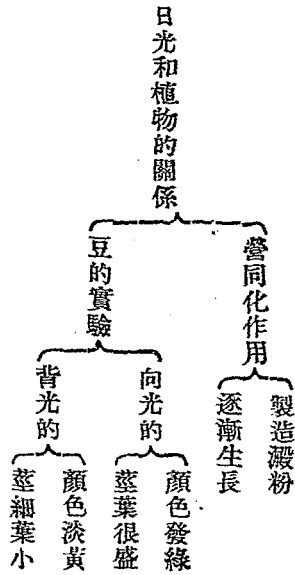 日光和植物的關係
營同化作用
製造澱粉
逐漸生長
豆的實驗
向光的
顏色發綠
莖葉很盛
背光的
顏色淡黃
莖細葉小